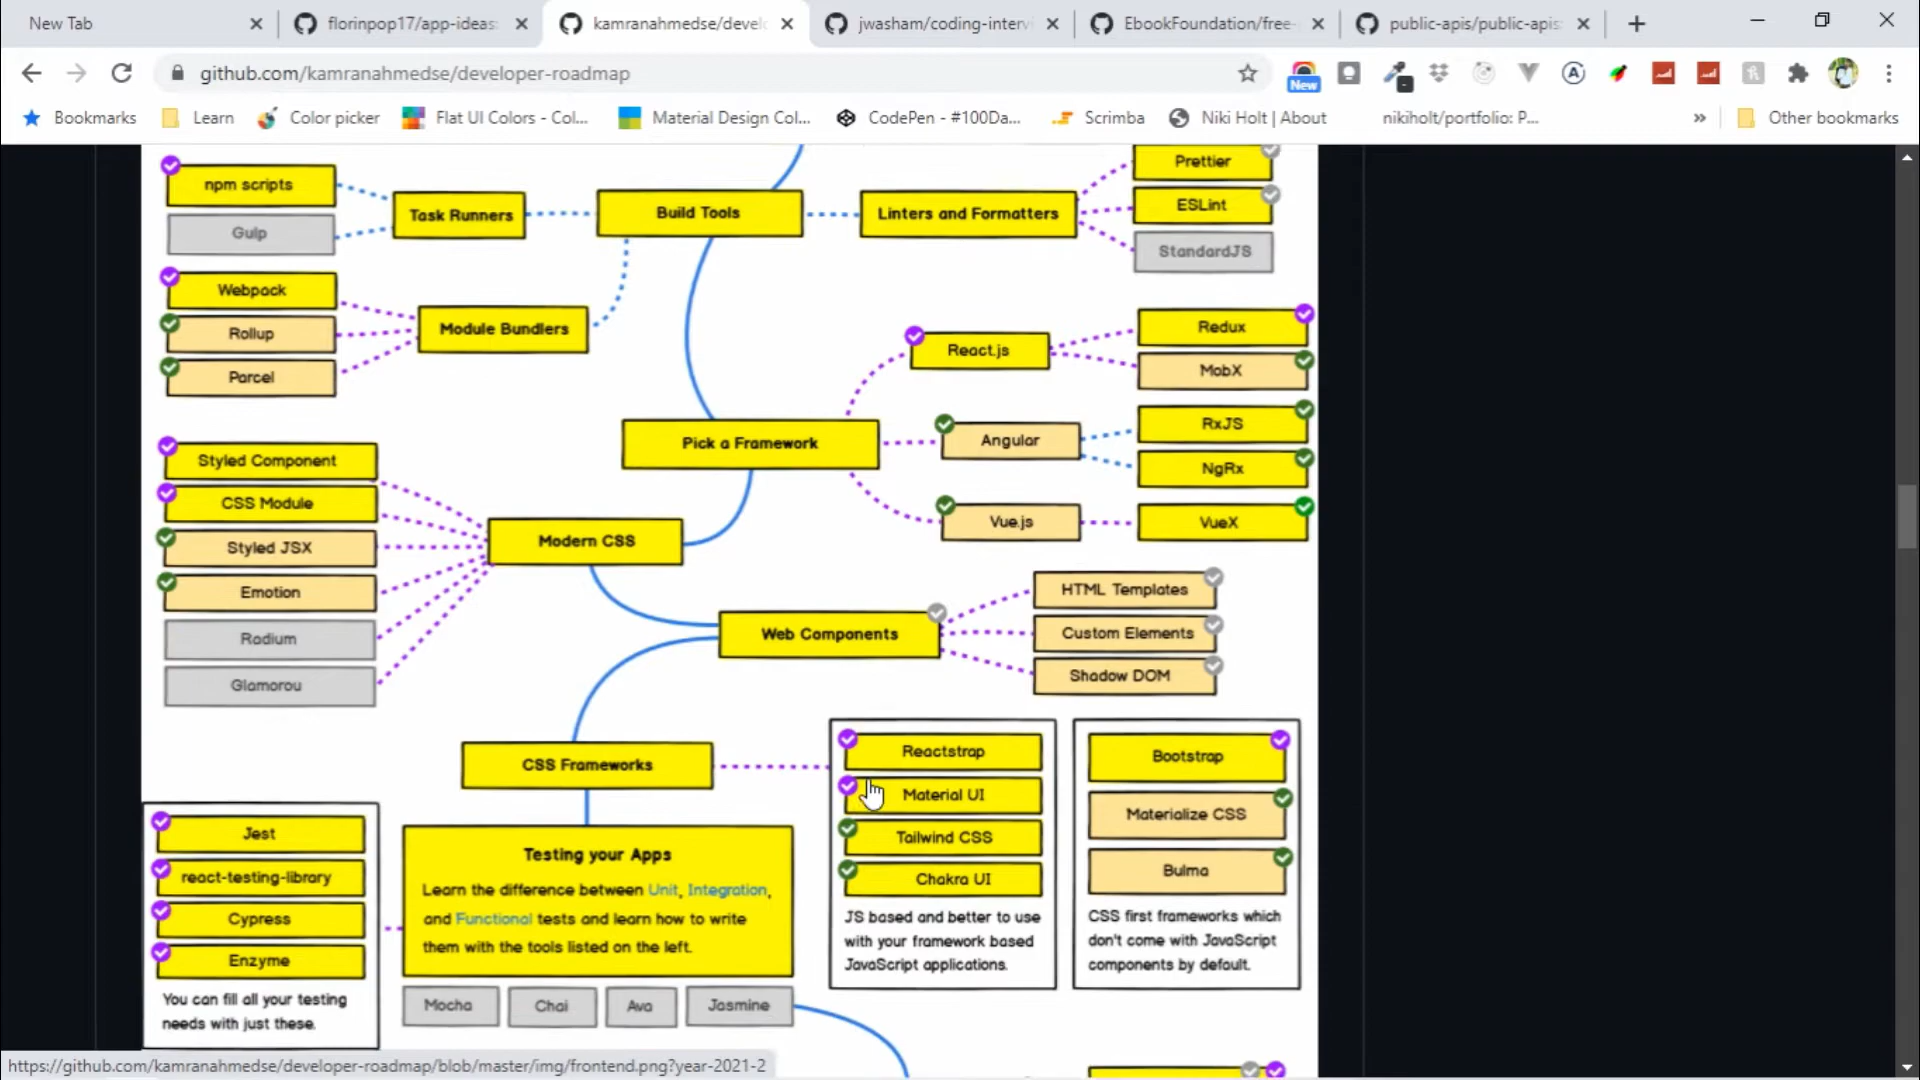 New Tab
florinpop17/app-ideas:
kamranahmedse/develo
jwasham/coding-intervi
EbookFoundation/free-
public-apis/public-apis:
github.com/kamranahmedse/developer-roadmap
New
Bookmarks
Learn
Color picker
Flat UI Colors - Col...
Material Design Col...
CodePen - #100Da...
Scrimba
Niki Holt | About
nikiholt/portfolio: P...
»
Other bookmarks
npm scripts
Gulp
Task Runners
Build Tools
Linters and Formatters
Prettier
ESLint
StandardJS
Webpack
Rollup
Parcel
Module Bundlers
React.js
Redux
MobX
Pick a Framework
Angular
RxJS
NgRx
Vue.js
VueX
Styled Component
CSS Module
Styled JSX
Emotion
Radium
Glamorou
Modern CSS
Web Components
HTML Templates
Custom Elements
Shadow DOM
CSS Frameworks
Reactstrap
Material UI
Tailwind CSS
Chakra UI
JS based and better to use
with your framework based
JavaScript applications.
Bootstrap
Materialize CSS
Bulma
CSS first frameworks which
don't come with JavaScript
components by default.
Jest
react-testing-library
Cypress
Enzyme
You can fill all your testing
needs with just these.
Testing your Apps
Learn the difference between Unit, Integration,
and Functional tests and learn how to write
them with the tools listed on the left.
Mocha
Chai
Ava
Jasmine
https://github.com/kamranahmedse/developer-roadmap/blob/master/img/frontend.png?year-2021-2